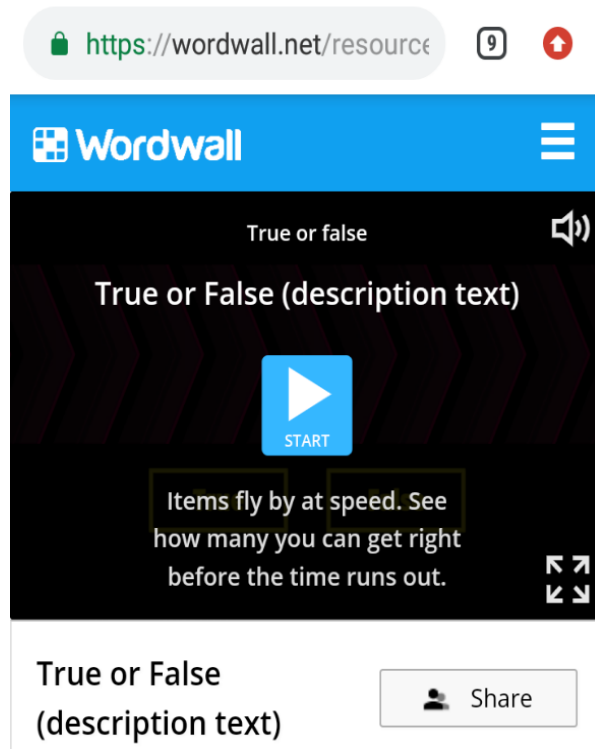 https://wordwall.net/resource
9
Wordwall
True or false
True or False (description text)
START
Items fly by at speed. See
how many you can get right
before the time runs out.
True or False
(description text)
Share